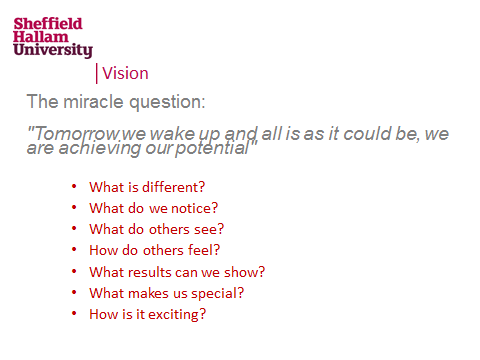 Sheffield
Hallam
University
| Vision
The miracle question:
"Tomorrow we wake up and all is as it could be, we
are achieving our potential"
• What is different?
• What do we notice?
• What do others see?
• How do others feel?
• What results can we show?
• What makes us special?
• How is it exciting?